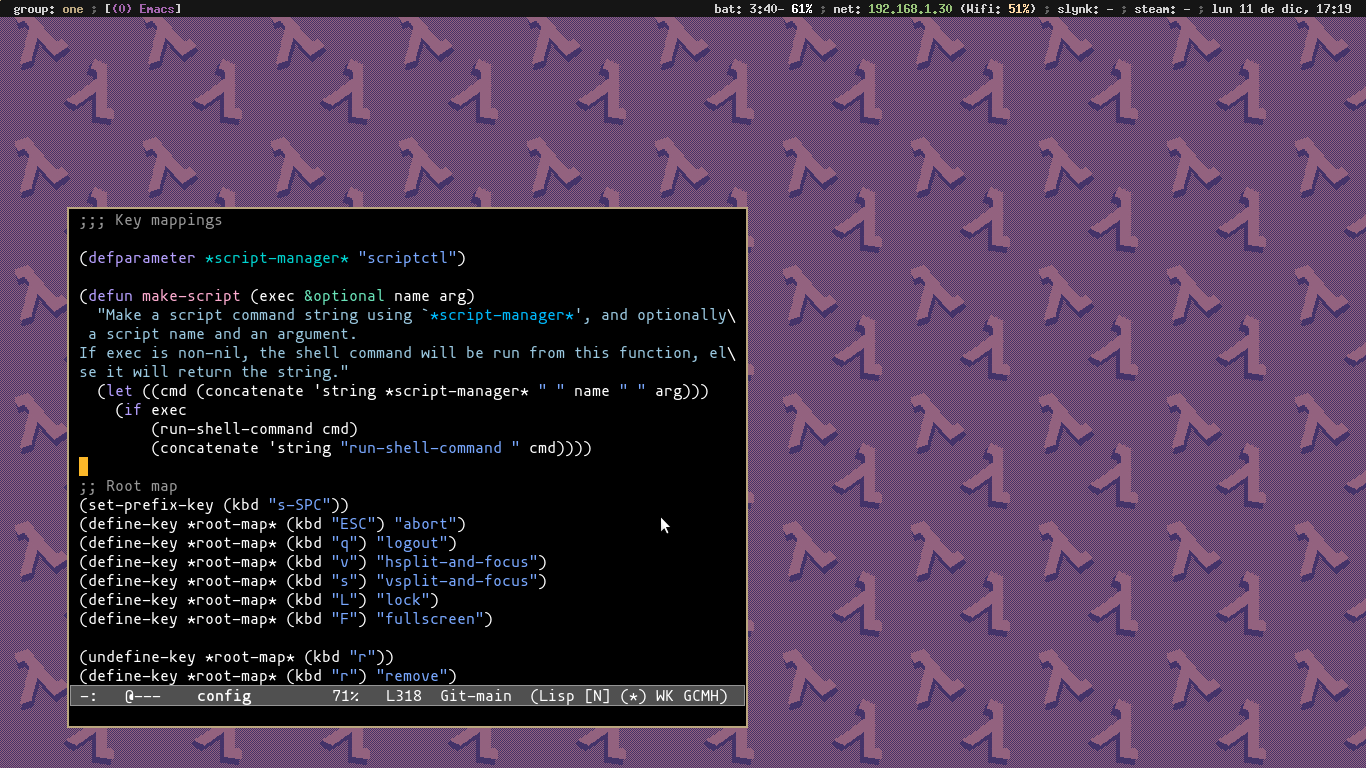 group: one ; [(0) Emacs]
bat: 3:40- 61% ; net: 192.168.1.30 (Wifi: 51%) ; slynk: - ; steam: - ; lun 11 de dic, 17:19
;;; Key mappings
(defparameter *script-manager* "scriptctl")
(defun make-script (exec &optional name arg)
"Make a script command string using `*script-manager*', and optionally\
a script name and an argument.
If exec is non-nil, the shell command will be run from this function, el\
se it will return the string."
(let ((cmd (concatenate 'string *script-manager* " " name " " arg)))
(if exec
(run-shell-command cmd)
(concatenate 'string "run-shell-command " cmd))))
;; Root map
(set-prefix-key (kbd "s-SPC"))
(define-key *root-map* (kbd "ESC") "abort")
(define-key *root-map* (kbd "q") "logout")
(define-key *root-map* (kbd "v") "hsplit-and-focus")
(define-key *root-map* (kbd "s") "vsplit-and-focus")
(define-key *root-map* (kbd "L") "lock")
(define-key *root-map* (kbd "F") "fullscreen")
(undefine-key *root-map* (kbd "r"))
(define-key *root-map* (kbd "r") "remove")
-:   @---    config         71%   L318  Git-main  (Lisp [N] (*) WK GCMH)